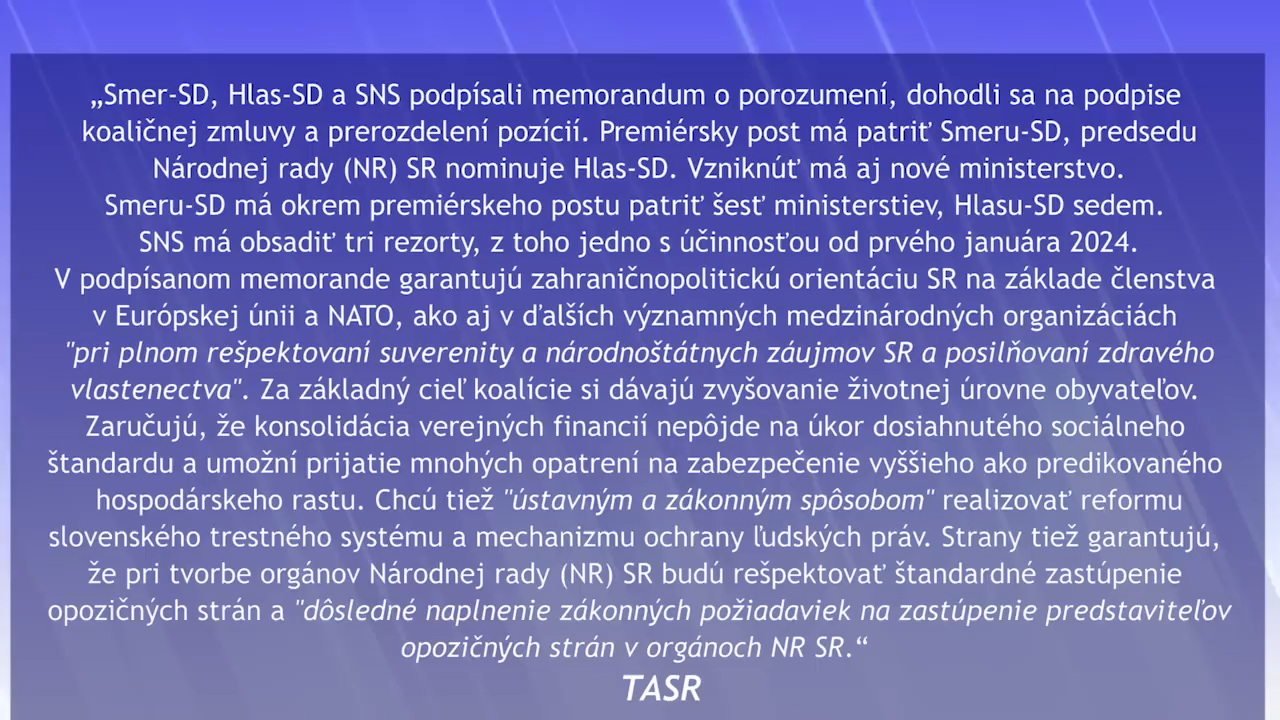 „Smer-SD, Hlas-SD a SNS podpísali memorandum o porozumení, dohodli sa na podpise
koaličnej zmluvy a prerozdelení pozícií. Premiérsky post má patriť Smeru-SD, predsedu
Národnej rady (NR) SR nominuje Hlas-SD. Vzniknúť má aj nové ministerstvo.
Smeru-SD má okrem premiérskeho postu patriť šesť ministerstiev, Hlasu-SD sedem.
SNS má obsadiť tri rezorty, z toho jedno s účinnosťou od prvého januára 2024.
V podpísanom memorande garantujú zahraničnopolitickú orientáciu SR na základe členstva
v Európskej únii a NATO, ako aj v ďalších významných medzinárodných organizáciách
"pri plnom rešpektovaní suverenity a národnoštátnych záujmov SR a posilňovaní zdravého
vlastenectva". Za základný cieľ koalície si dávajú zvyšovanie životnej úrovne obyvateľov.
Zaručujú, že konsolidácia verejných financií nepôjde na úkor dosiahnutého sociálneho
štandardu a umožní prijatie mnohých opatrení na zabezpečenie vyššieho ako predikovaného
hospodárskeho rastu. Chcú tiež "ústavným a zákonným spôsobom" realizovať reformu
slovenského trestného systému a mechanizmu ochrany ľudských práv. Strany tiež garantujú,
že pri tvorbe orgánov Národnej rady (NR) SR budú rešpektovať štandardné zastúpenie
opozičných strán a "dôsledné naplnenie zákonných požiadaviek na zastúpenie predstaviteľov
opozičných strán v orgánoch NR SR.“
TASR